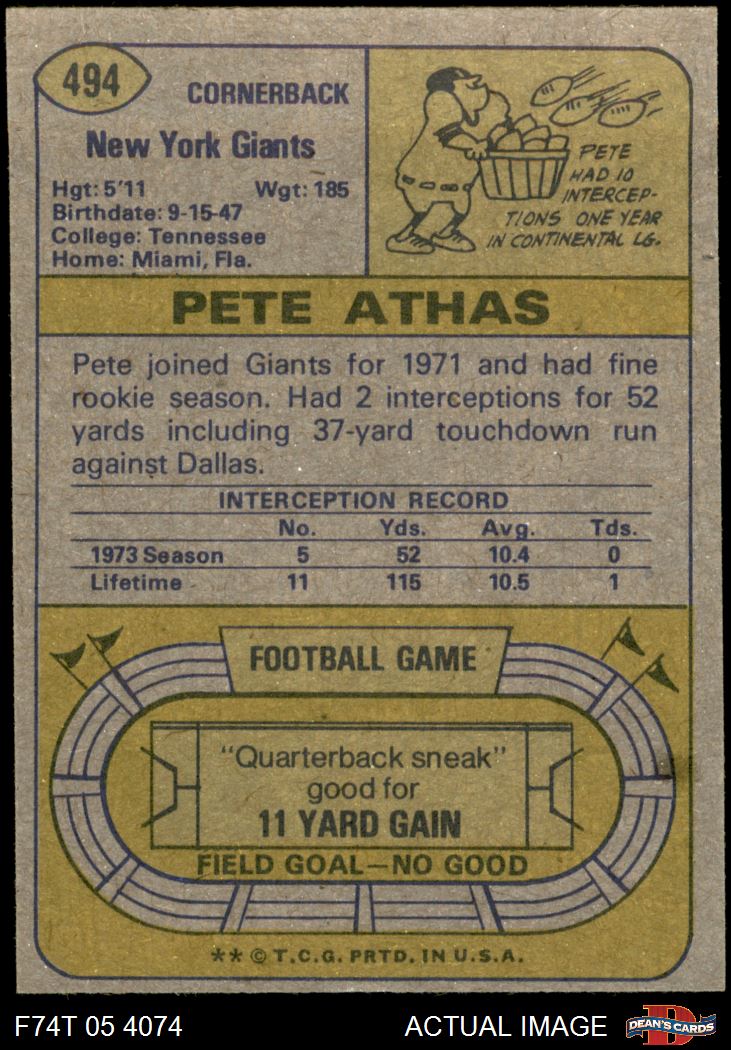 494
CORNERBACK
New York Giants
Hgt: 5'11 Wgt: 185
Birthdate: 9-15-47
College: Tennessee
Home: Miami, Fla.
PETE
HAD 10
INTERCEP-
TIONS ONE YEAR
IN CONTINENTAL LG.
PETE ATHAS
Pete joined Giants for 1971 and had fine
rookie season. Had 2 interceptions for 52
yards including 37-yard touchdown run
against Dallas.
INTERCEPTION RECORD
No. Yds. Avg. Tds.
1973 Season 5 52 10.4 0
Lifetime 11 115 10.5 1
FOOTBALL GAME
"Quarterback sneak"
good for
11 YARD GAIN
FIELD GOAL—NO GOOD
** © T.C.G. PRTD. IN U.S.A.
F74T 05 4074 ACTUAL IMAGE
D
DEAN'S CARDS